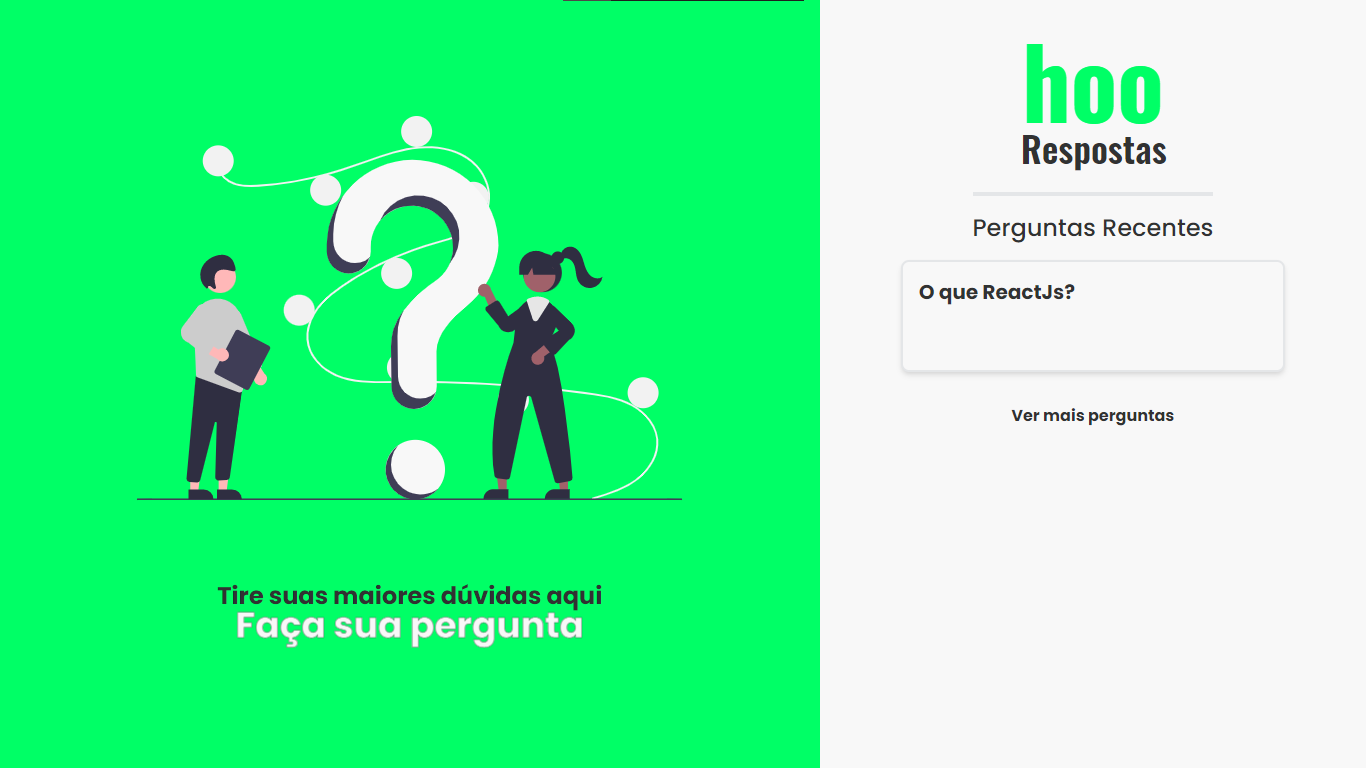 Tire suas maiores dúvidas aqui
Faça sua pergunta
hoo
Respostas
Perguntas Recentes
O que ReactJs?
Ver mais perguntas